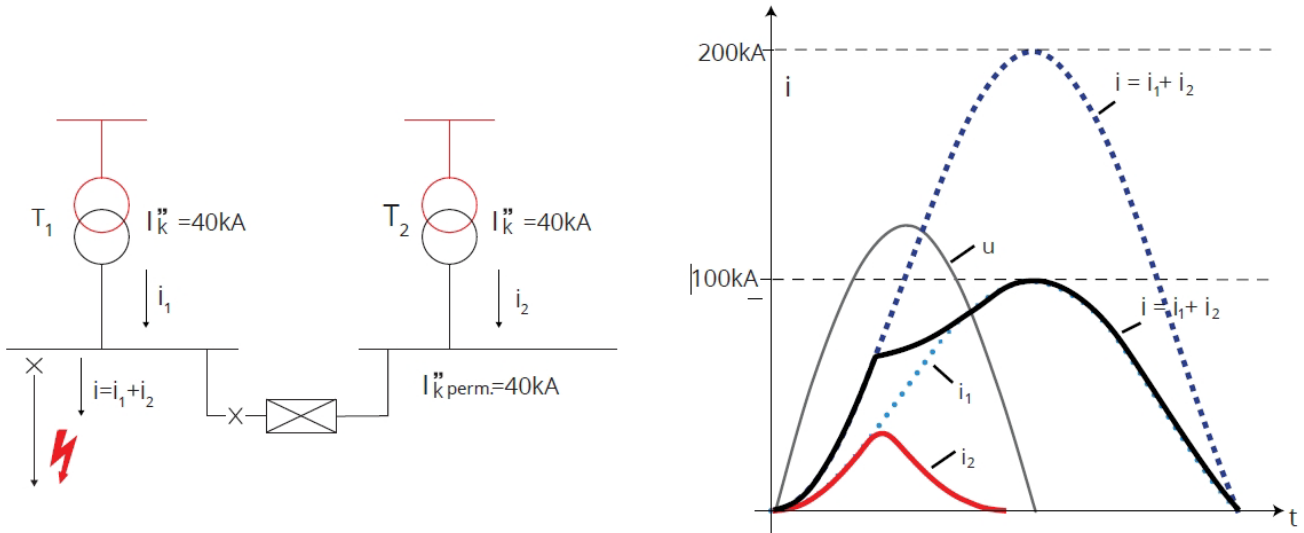 T1
I"k =40kA
i1
T2
I"k =40kA
i2
i=i1+i2
I"k perm.=40kA
200kA
i
i = i1+ i2
u
100kA
i = i1+ i2
i1
i2
t